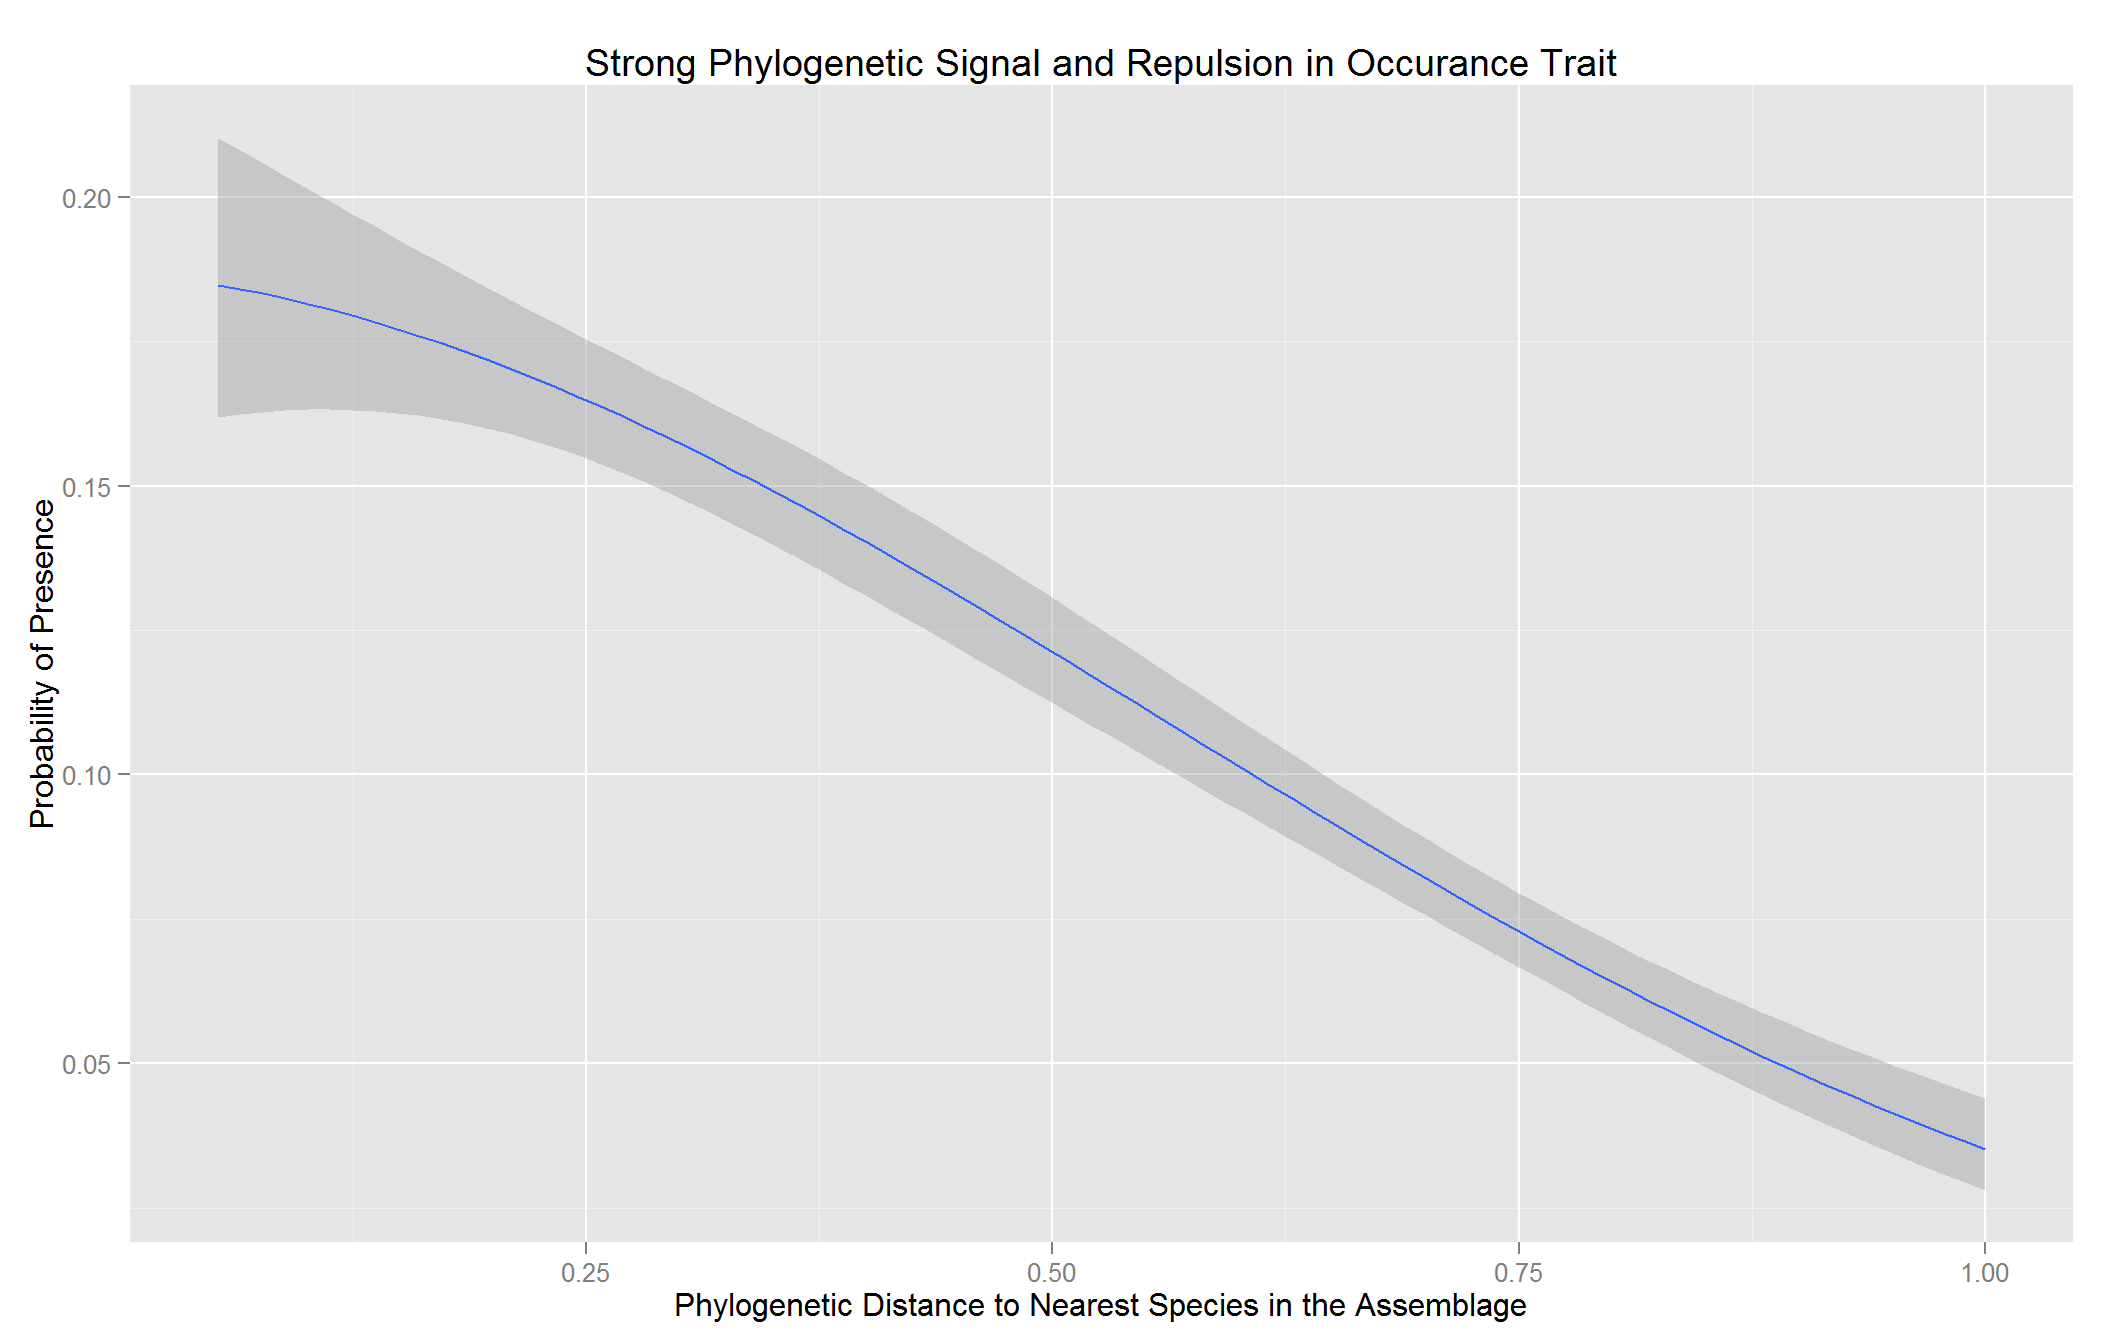 Strong Phylogenetic Signal and Repulsion in Occurance Trait
Probability of Presence
0.20
0.15
0.10
0.05
0.25
0.50
0.75
1.00
Phylogenetic Distance to Nearest Species in the Assemblage